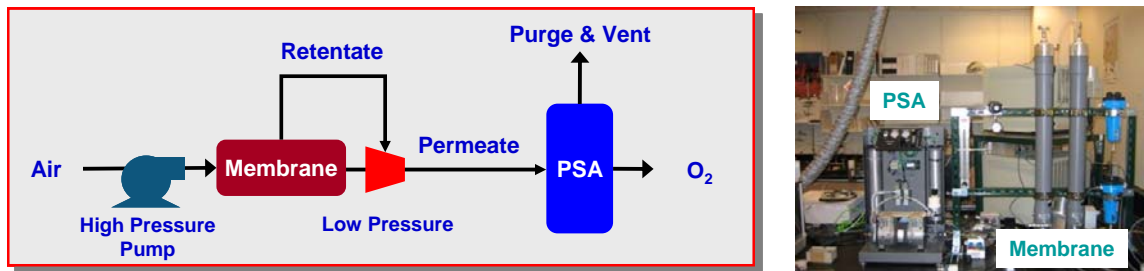 Purge & Vent
Retentate
PSA
Air
Membrane
Permeate
PSA
O₂
High Pressure
Pump
Low Pressure
Membrane